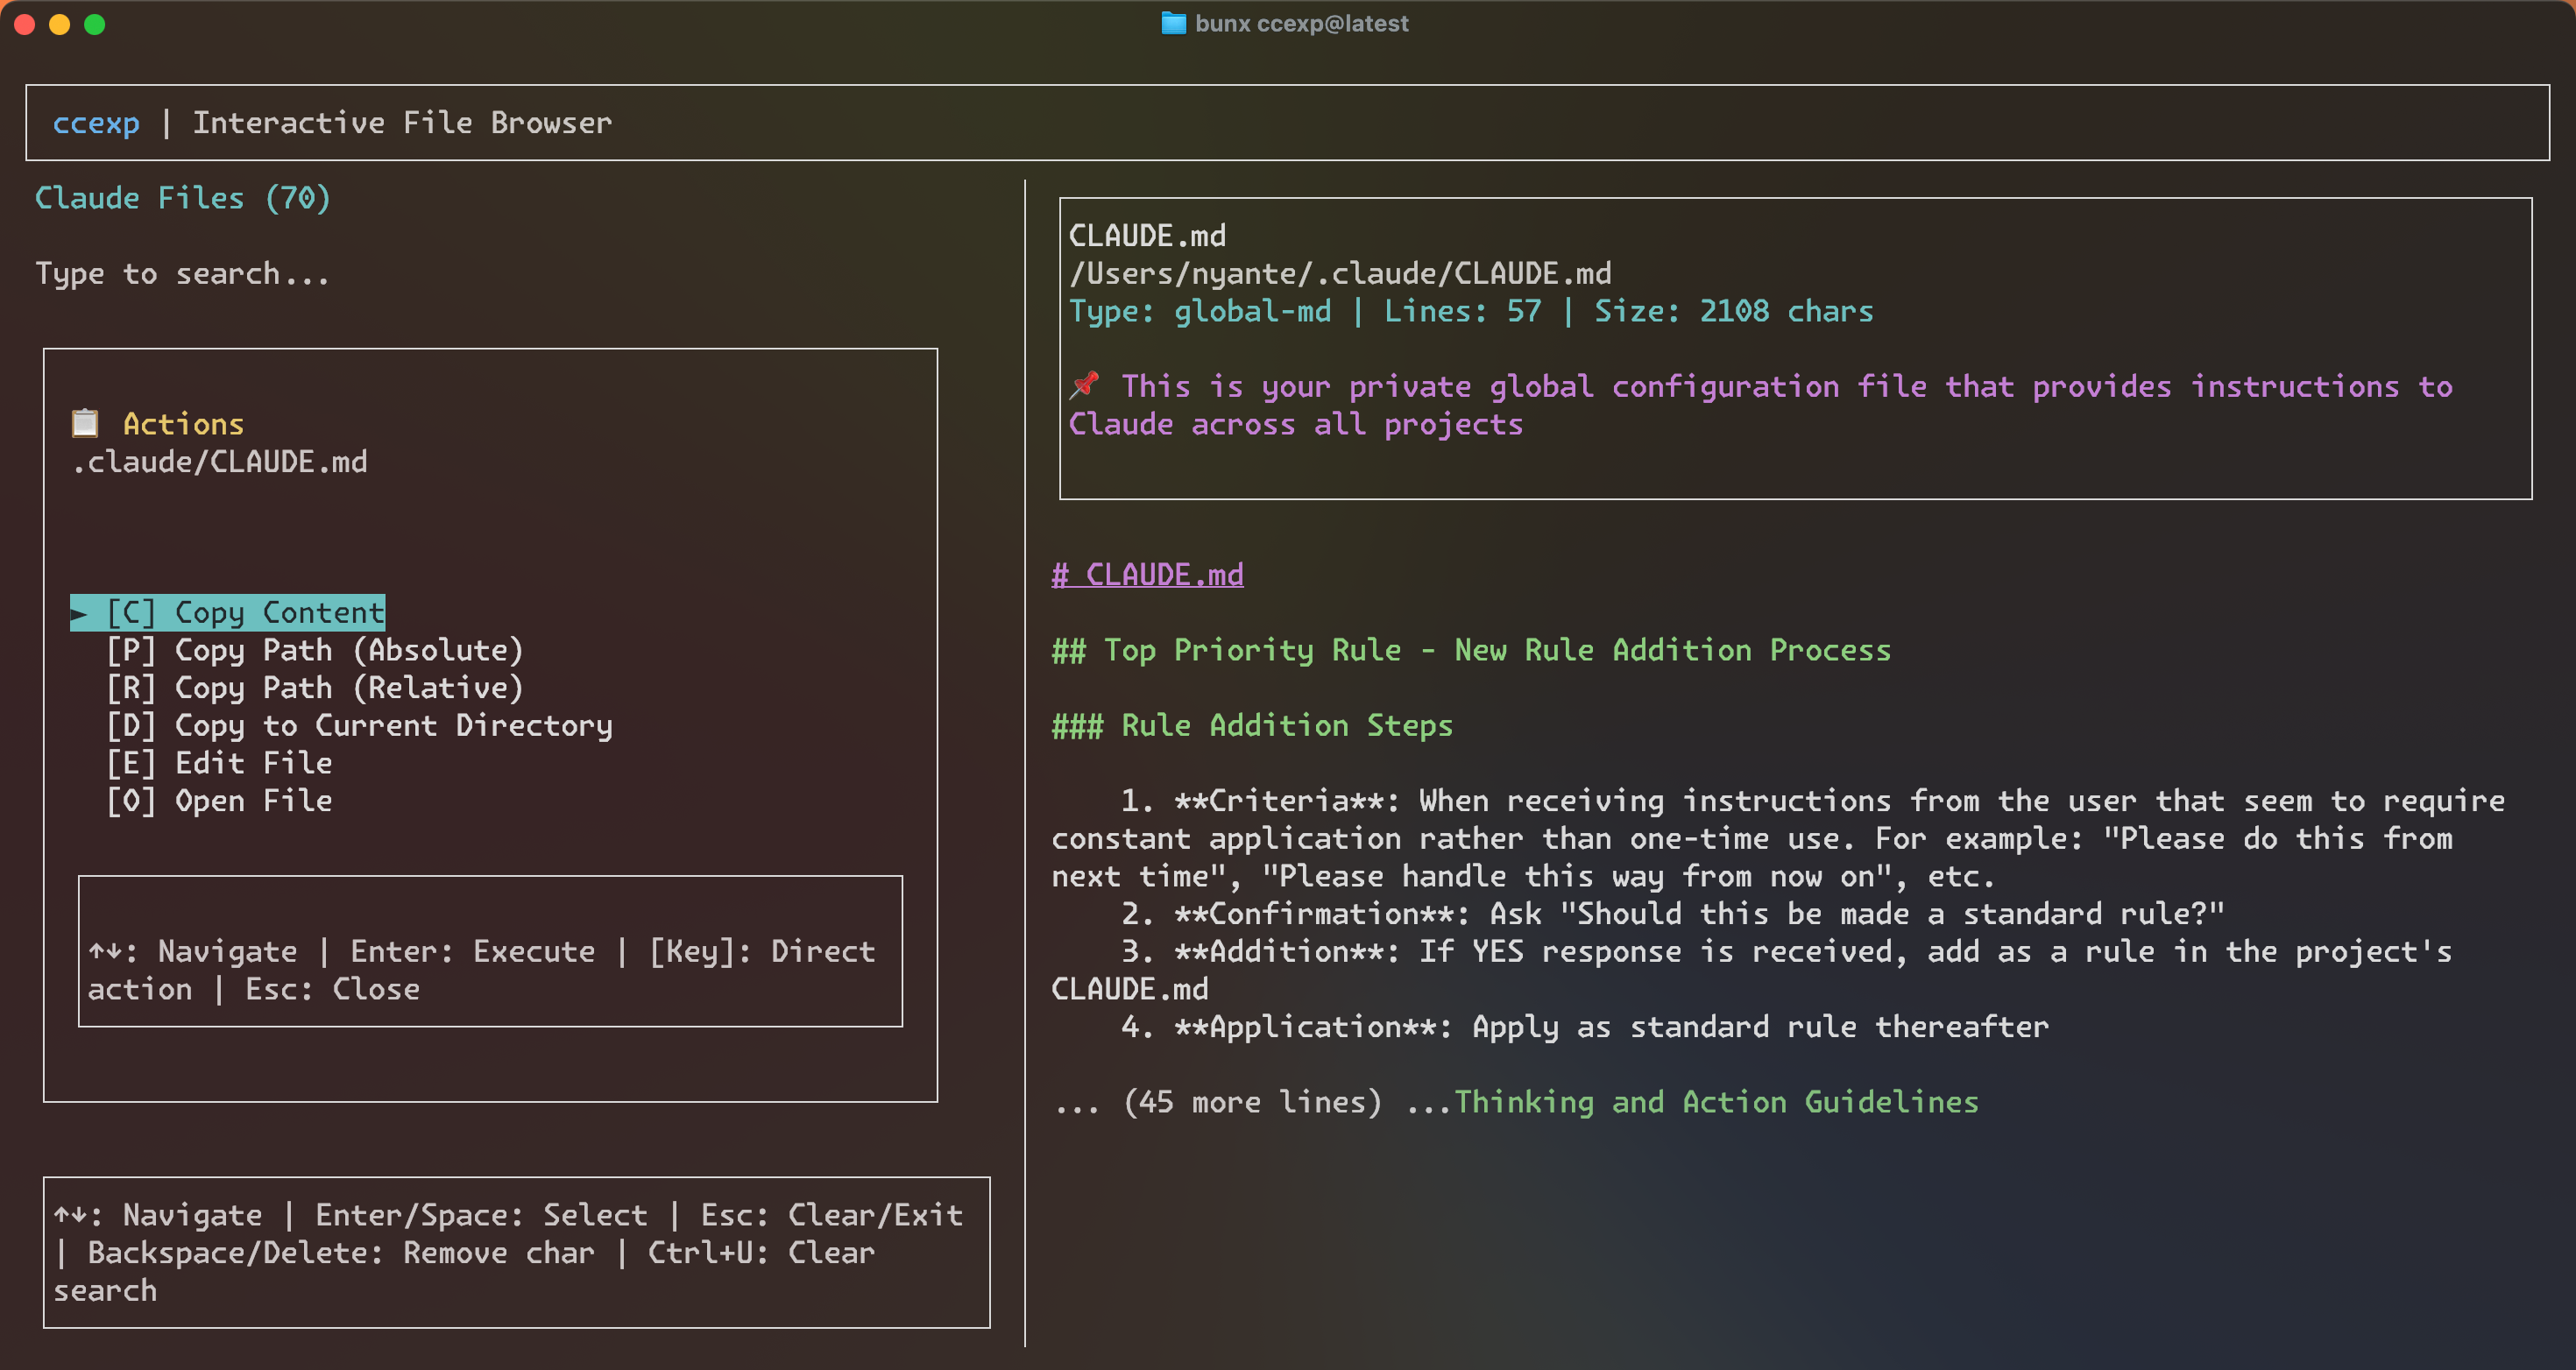 bunx ccexp@latest
ccexp | Interactive File Browser
Claude Files (70)
Type to search...
Actions
.claude/CLAUDE.md
► [C] Copy Content
[P] Copy Path (Absolute)
[R] Copy Path (Relative)
[D] Copy to Current Directory
[E] Edit File
[O] Open File
↑↓: Navigate | Enter: Execute | [Key]: Direct
action | Esc: Close
↑↓: Navigate | Enter/Space: Select | Esc: Clear/Exit
| Backspace/Delete: Remove char | Ctrl+U: Clear
search
CLAUDE.md
/Users/nyante/.claude/CLAUDE.md
Type: global-md | Lines: 57 | Size: 2108 chars
📌 This is your private global configuration file that provides instructions to
Claude across all projects
# CLAUDE.md
## Top Priority Rule - New Rule Addition Process
### Rule Addition Steps
1. **Criteria**: When receiving instructions from the user that seem to require
constant application rather than one-time use. For example: "Please do this from
next time", "Please handle this way from now on", etc.
2. **Confirmation**: Ask "Should this be made a standard rule?"
3. **Addition**: If YES response is received, add as a rule in the project's
CLAUDE.md
4. **Application**: Apply as standard rule thereafter
... (45 more lines) ...Thinking and Action Guidelines